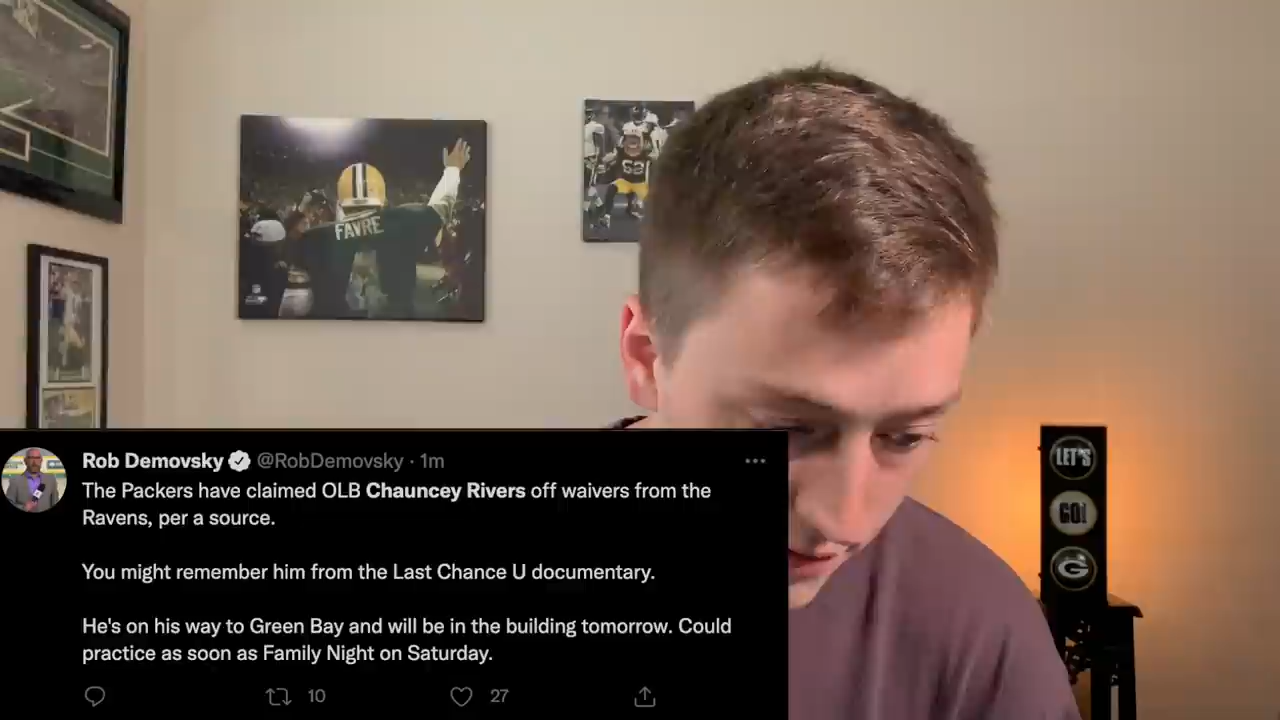 FAVRE
52
LET'S
GO!
G
Rob Demovsky @RobDemovsky · 1m
The Packers have claimed OLB Chauncey Rivers off waivers from the
Ravens, per a source.
You might remember him from the Last Chance U documentary.
He's on his way to Green Bay and will be in the building tomorrow. Could
practice as soon as Family Night on Saturday.
10 27